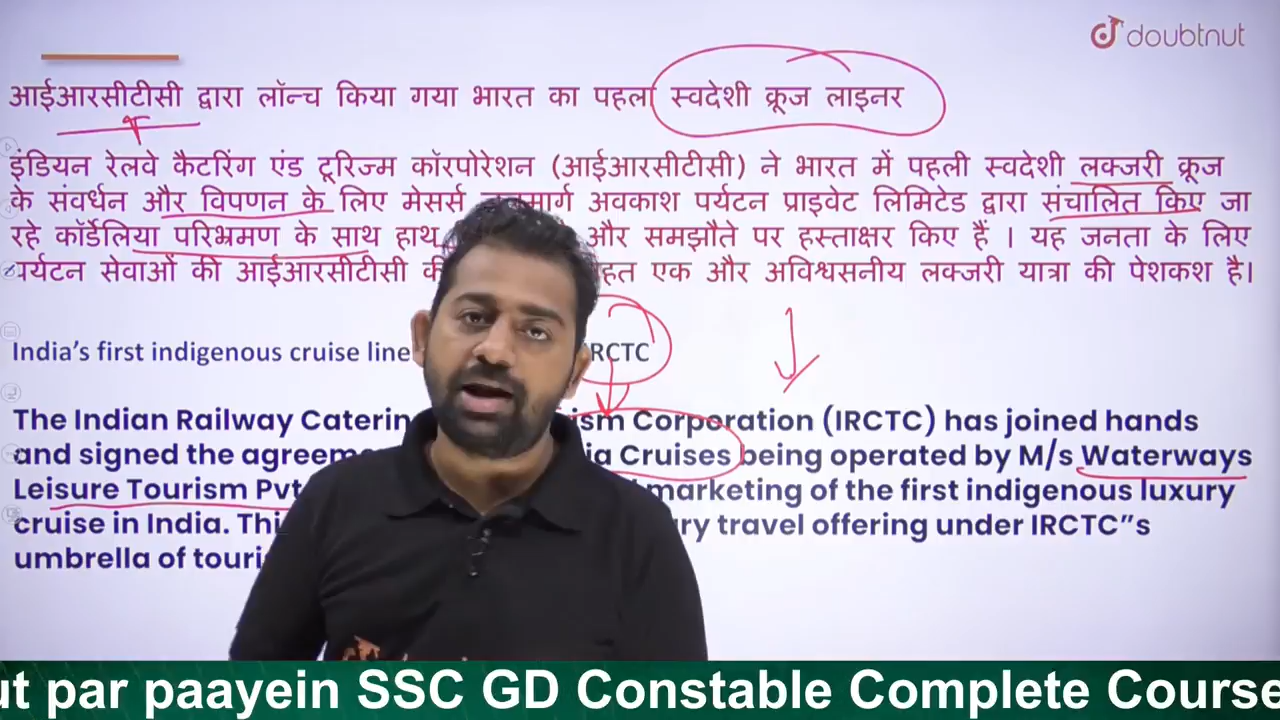 doubtnut
आईआरसीटीसी द्वारा लॉन्च किया गया भारत का पहला स्वदेशी क्रूज लाइनर
इंडियन रेलवे कैटरिंग एंड टूरिज्म कॉरपोरेशन (आईआरसीटीसी) ने भारत में पहली स्वदेशी लक्जरी क्रूज
के संवर्धन और विपणन के लिए मेसर्स अवकाश पर्यटन प्राइवेट लिमिटेड द्वारा संचालित किए जा
रहे कॉर्डेलिया परिभ्रमण के साथ हाथ और समझौते पर हस्ताक्षर किए हैं । यह जनता के लिए
पर्यटन सेवाओं की आईआरसीटीसी एक और अविश्वसनीय लक्जरी यात्रा की पेशकश है।
India's first indigenous cruise line RCTC
The Indian Railway Caterin ism Corporation (IRCTC) has joined hands
and signed the agreeme ia Cruises being operated by M/s Waterways
Leisure Tourism Pvt marketing of the first indigenous luxury
cruise in India. Thi ry travel offering under IRCTC"s
umbrella of touri
ut par paayein SSC GD Constable Complete Course